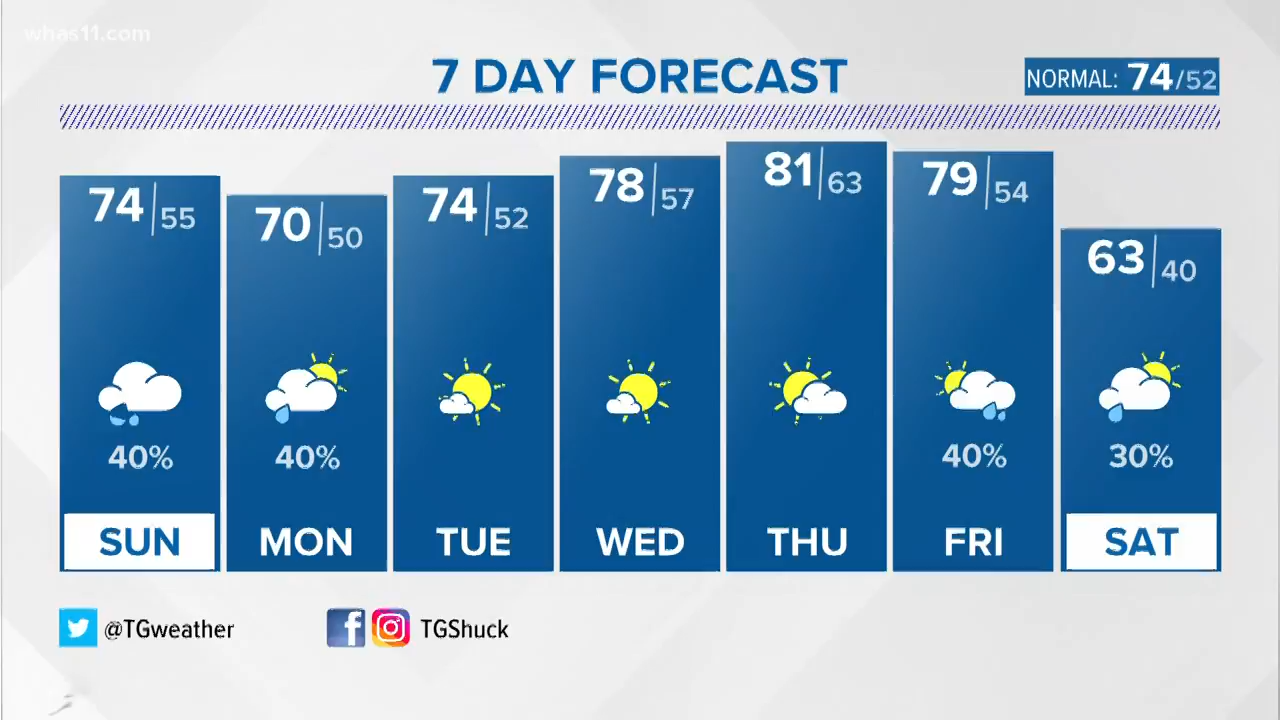 whas11.com
7 DAY FORECAST
NORMAL: 74/52
74/55
70/50
74/52
78/57
81/63
79/54
63/40
40%
40%
40%
30%
SUN
MON
TUE
WED
THU
FRI
SAT
@TGweather
TGShuck